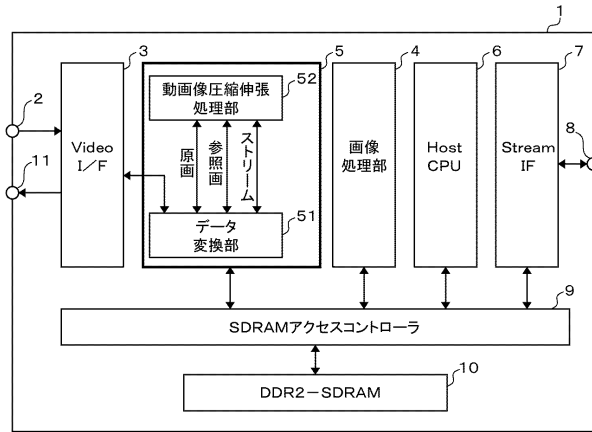 1
2
11
3
Video
I/F
5
動画像圧縮伸張
処理部
52
原画
参照画
ストリーム
51
データ
変換部
4
画像
処理部
6
Host
CPU
7
Stream
IF
8
9
SDRAMアクセスコントローラ
10
DDR2-SDRAM